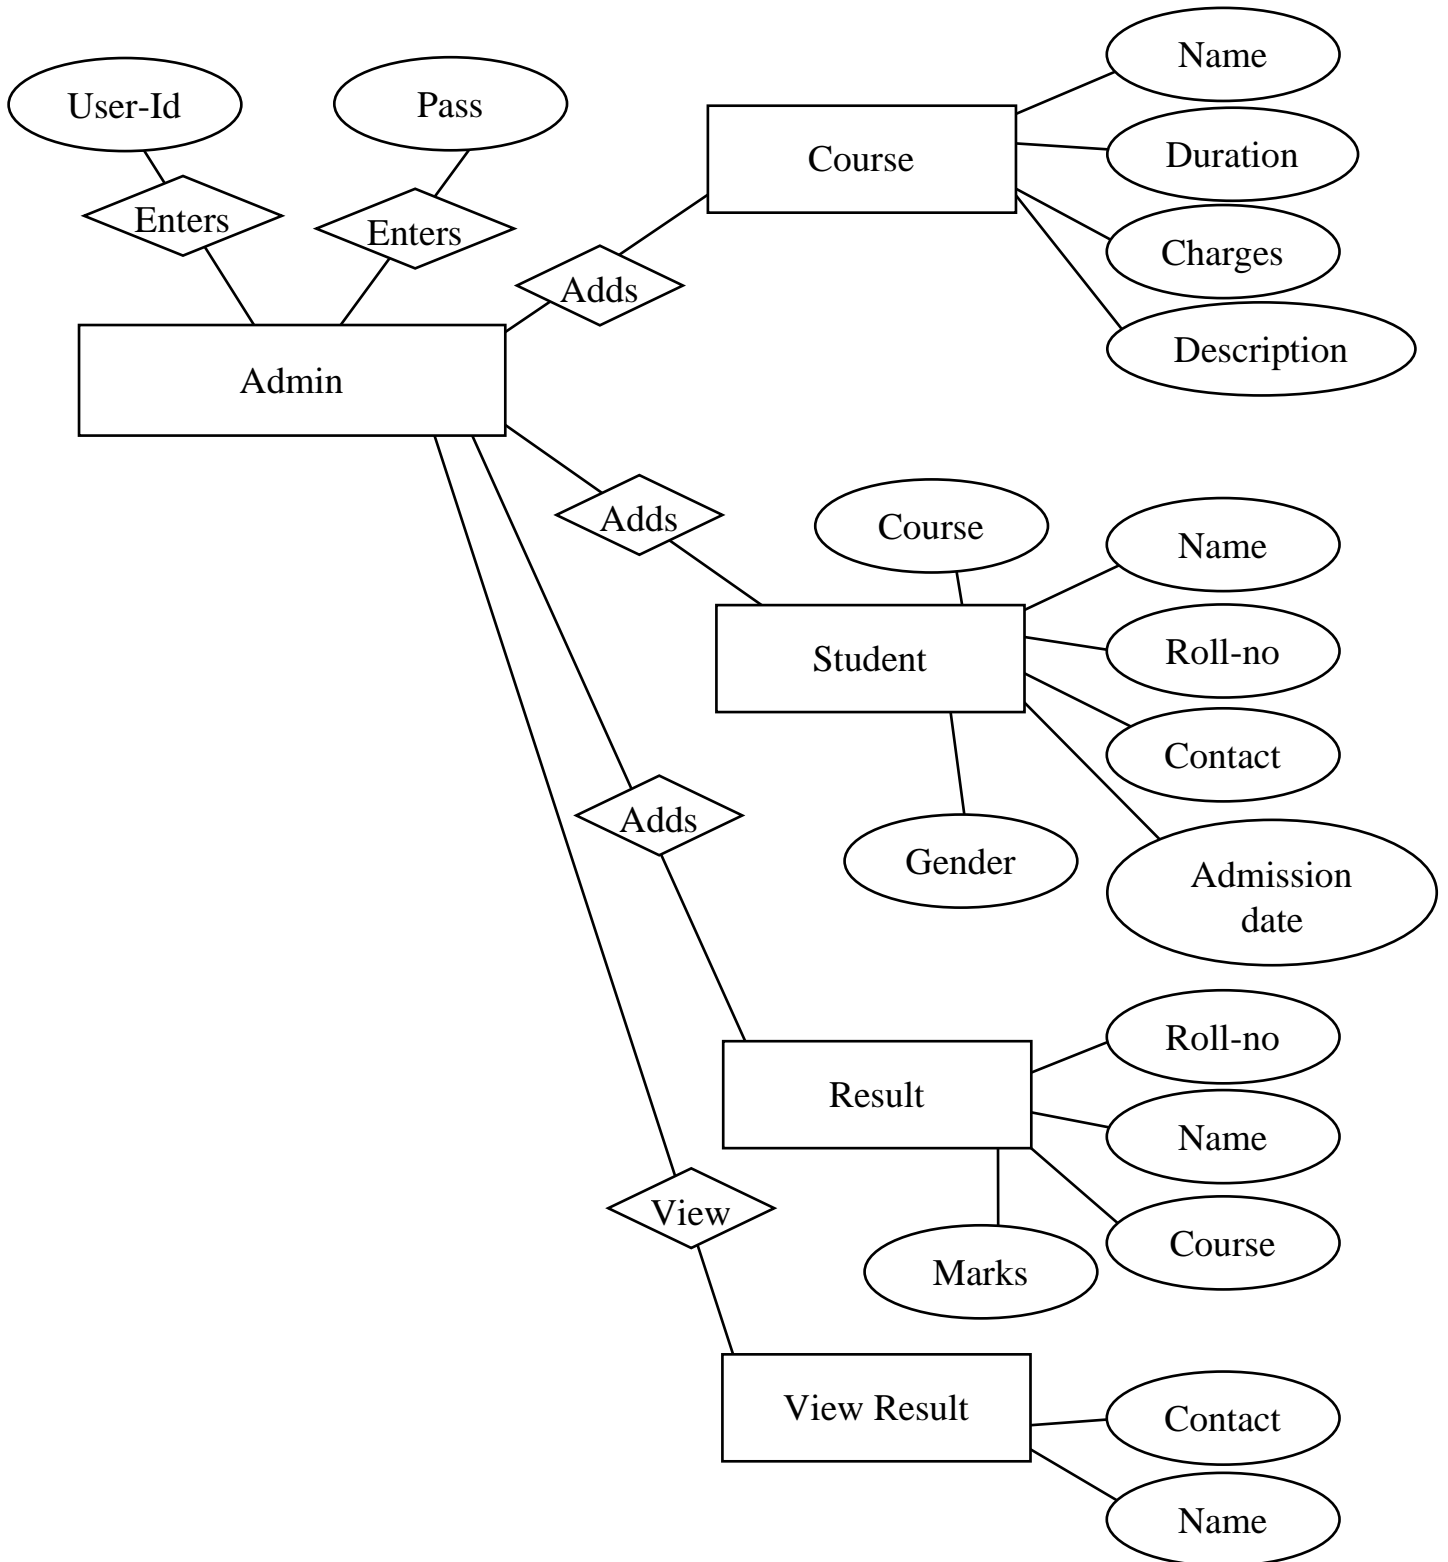 Name
User-Id
Pass
Course
Duration
Enters
Enters
Charges
Adds
Description
Admin
Adds
Course
Name
Student
Roll-no
Contact
Adds
Gender
Admission
date
Roll-no
Result
Name
View
Course
Marks
View Result
Contact
Name